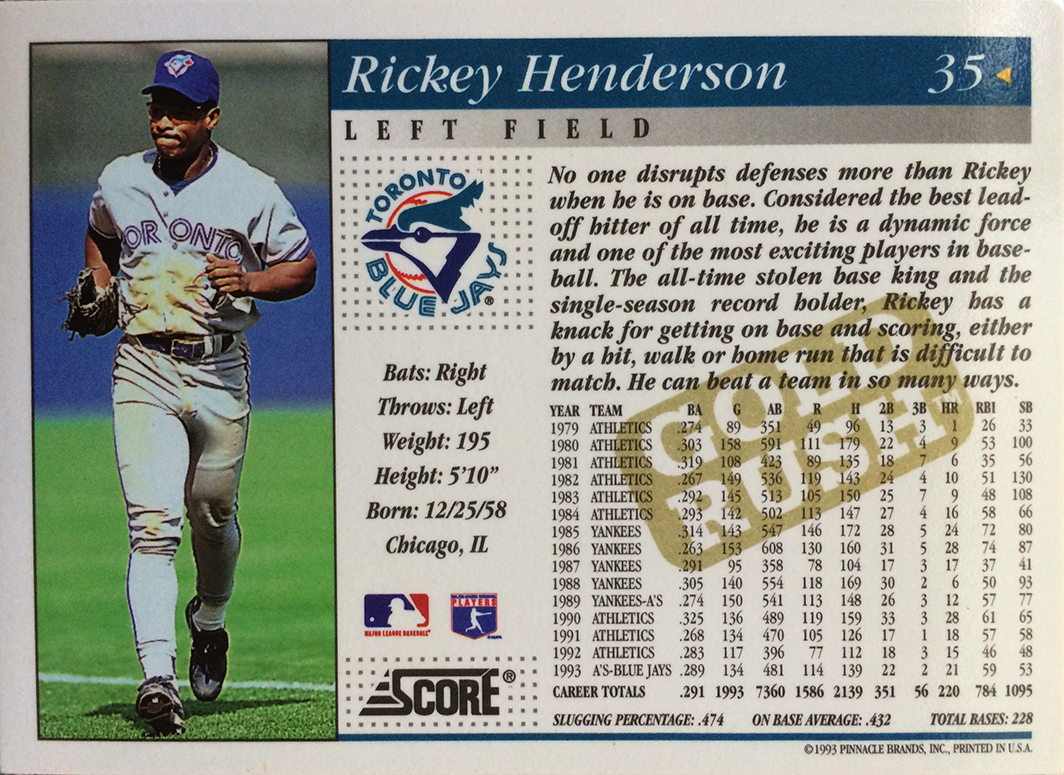 Rickey Henderson 35
LEFT FIELD
TORONTO
BLUE JAYS®
TORONTO
No one disrupts defenses more than Rickey
when he is on base. Considered the best lead-
off hitter of all time, he is a dynamic force
and one of the most exciting players in base-
ball. The all-time stolen base king and the
single-season record holder, Rickey has a
knack for getting on base and scoring, either
by a hit, walk or home run that is difficult to
match. He can beat a team in so many ways.
GOLD
RUSH
Bats: Right
Throws: Left
Weight: 195
Height: 5'10"
Born: 12/25/58
Chicago, IL
YEAR TEAM BA G AB R H 2B 3B HR RBI SB
1979 ATHLETICS .274 89 351 49 96 13 3 1 26 33
1980 ATHLETICS .303 158 591 111 179 22 4 9 53 100
1981 ATHLETICS .319 108 423 89 135 18 7 6 35 56
1982 ATHLETICS .267 149 536 119 143 24 4 10 51 130
1983 ATHLETICS .292 145 513 105 150 25 7 9 48 108
1984 ATHLETICS .293 142 502 113 147 27 4 16 58 66
1985 YANKEES .314 143 547 146 172 28 5 24 72 80
1986 YANKEES .263 153 608 130 160 31 5 28 74 87
1987 YANKEES .291 95 358 78 104 17 3 17 37 41
1988 YANKEES .305 140 554 118 169 30 2 6 50 93
1989 YANKEES-A'S .274 150 541 113 148 26 3 12 57 77
1990 ATHLETICS .325 136 489 119 159 33 3 28 61 65
1991 ATHLETICS .268 134 470 105 126 17 1 18 57 58
1992 ATHLETICS .283 117 396 77 112 18 3 15 46 48
1993 A'S-BLUE JAYS .289 134 481 114 139 22 2 21 59 53
CAREER TOTALS .291 1993 7360 1586 2139 351 56 220 784 1095
SLUGGING PERCENTAGE: .474 ON BASE AVERAGE: .432 TOTAL BASES: 228
MAJOR LEAGUE BASEBALL
PLAYERS
SCORE®
©1993 PINNACLE BRANDS, INC., PRINTED IN U.S.A.